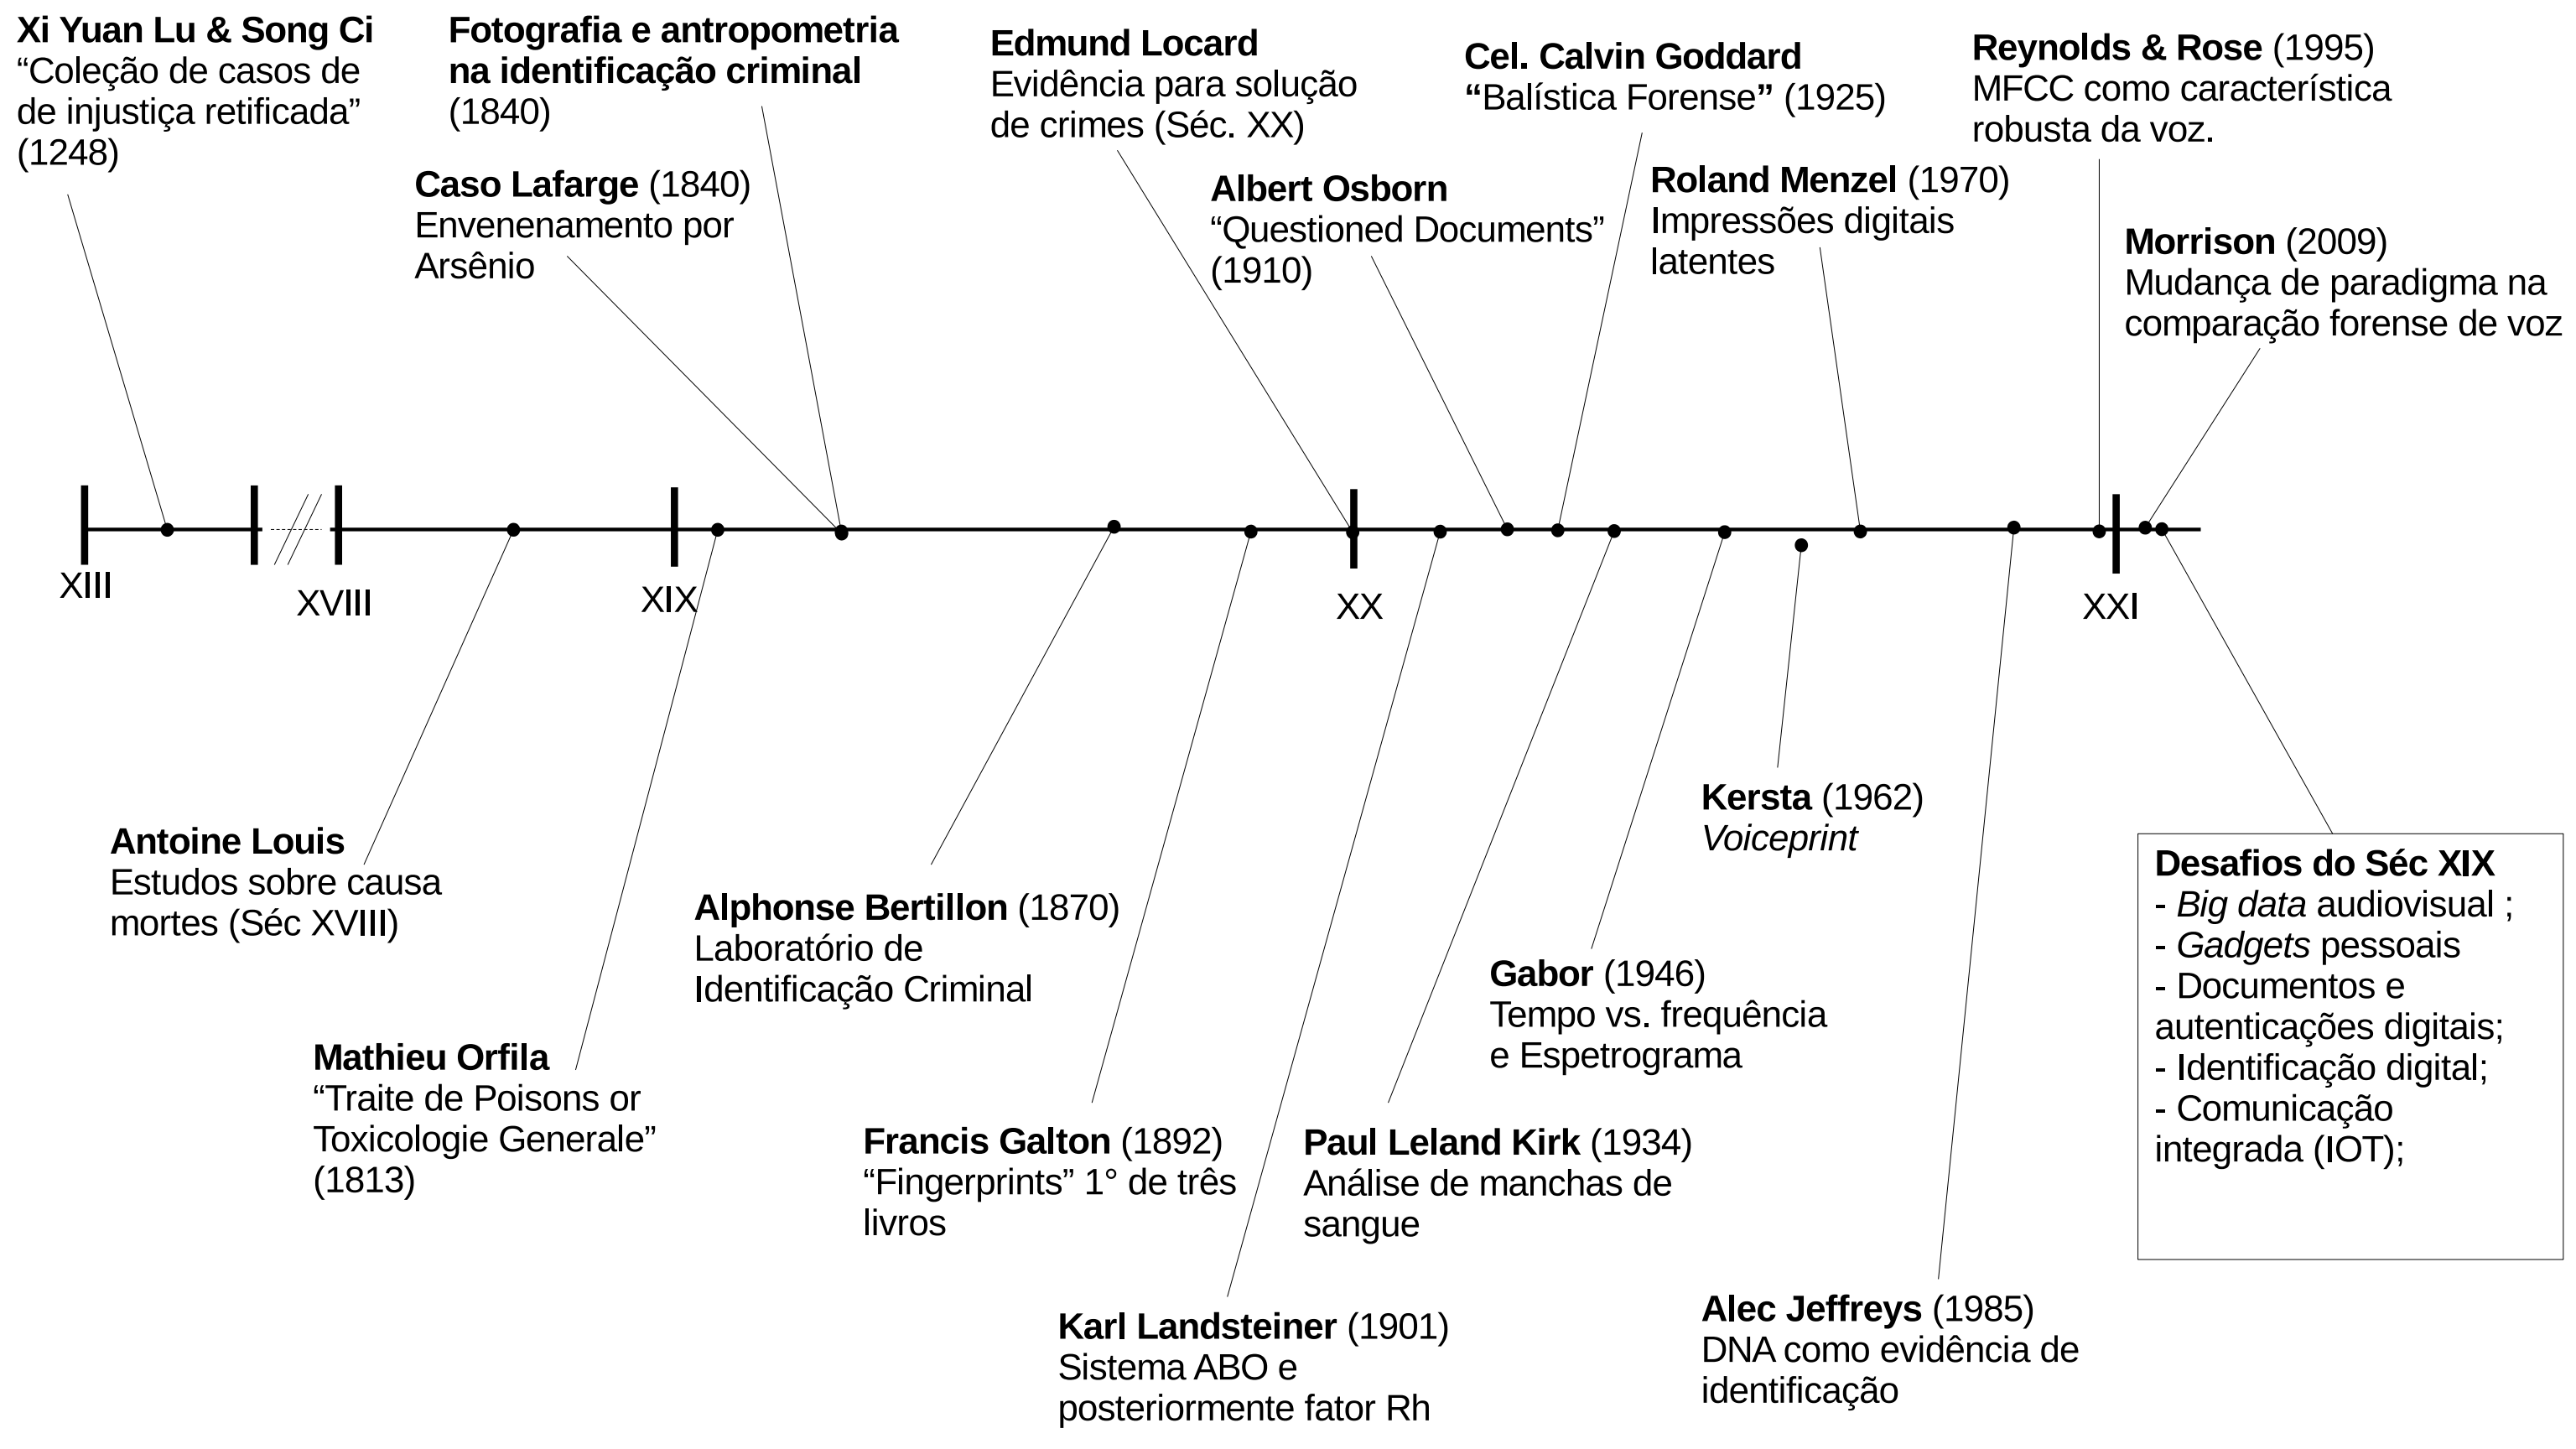 Xi Yuan Lu & Song Ci
“Coleção de casos de
de injustiça retificada”
(1248)
Fotografia e antropometria
na identificação criminal
(1840)
Caso Lafarge (1840)
Envenenamento por
Arsênio
Edmund Locard
Evidência para solução
de crimes (Séc. XX)
Albert Osborn
“Questioned Documents”
(1910)
Cel. Calvin Goddard
“Balística Forense” (1925)
Roland Menzel (1970)
Impressões digitais
latentes
Reynolds & Rose (1995)
MFCC como característica
robusta da voz.
Morrison (2009)
Mudança de paradigma na
comparação forense de voz
XIII
XVIII
XIX
XX
XXI
Antoine Louis
Estudos sobre causa
mortes (Séc XVIII)
Mathieu Orfila
“Traite de Poisons or
Toxicologie Generale”
(1813)
Alphonse Bertillon (1870)
Laboratório de
Identificação Criminal
Francis Galton (1892)
“Fingerprints” 1° de três
livros
Karl Landsteiner (1901)
Sistema ABO e
posteriormente fator Rh
Paul Leland Kirk (1934)
Análise de manchas de
sangue
Gabor (1946)
Tempo vs. frequência
e Espetrograma
Kersta (1962)
Voiceprint
Alec Jeffreys (1985)
DNA como evidência de
identificação
Desafios do Séc XIX
- Big data audiovisual ;
- Gadgets pessoais
- Documentos e
autenticações digitais;
- Identificação digital;
- Comunicação
integrada (IOT);